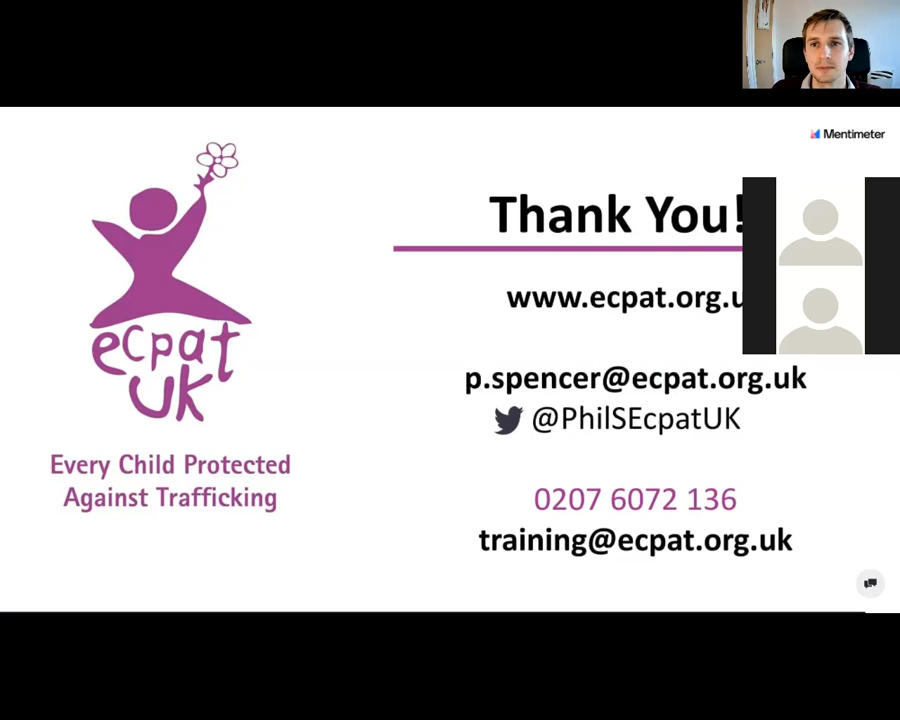 Mentimeter
Thank You!
www.ecpat.org.u
p.spencer@ecpat.org.uk
@PhilSEcpatUK
0207 6072 136
training@ecpat.org.uk
ecpat
UK
Every Child Protected
Against Trafficking